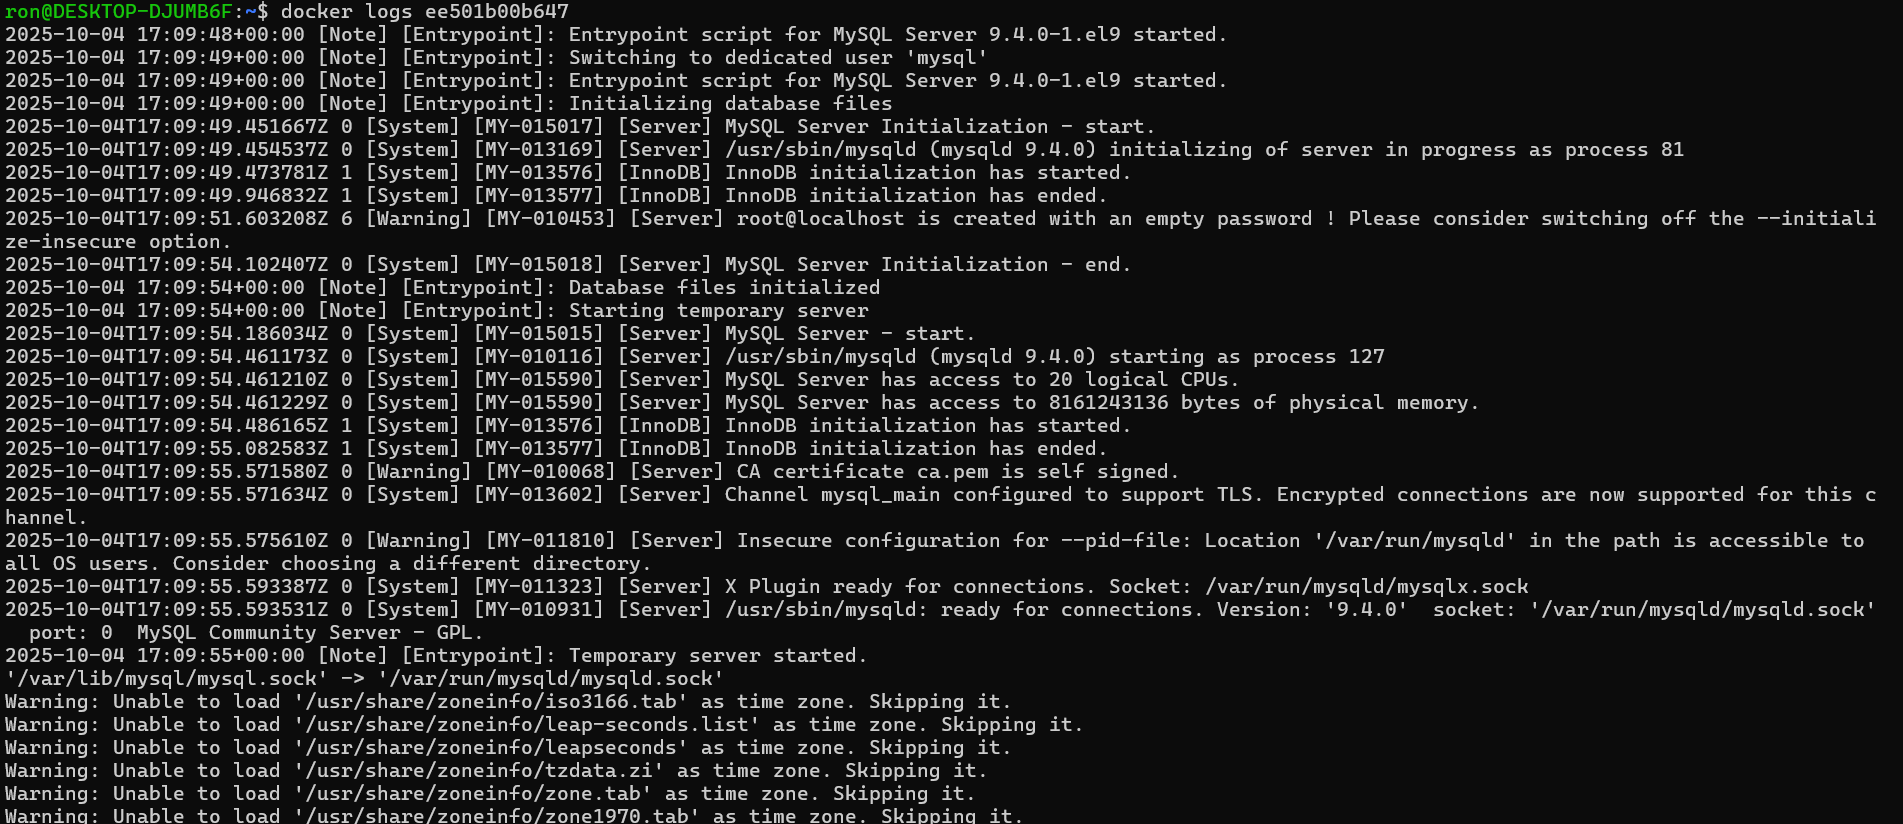 ron@DESKTOP-DJUMB6F:~$ docker logs ee501b00b647
2025-10-04 17:09:48+00:00 [Note] [Entrypoint]: Entrypoint script for MySQL Server 9.4.0-1.el9 started.
2025-10-04 17:09:49+00:00 [Note] [Entrypoint]: Switching to dedicated user 'mysql'
2025-10-04 17:09:49+00:00 [Note] [Entrypoint]: Entrypoint script for MySQL Server 9.4.0-1.el9 started.
2025-10-04 17:09:49+00:00 [Note] [Entrypoint]: Initializing database files
2025-10-04T17:09:49.451667Z 0 [System] [MY-015017] [Server] MySQL Server Initialization - start.
2025-10-04T17:09:49.454537Z 0 [System] [MY-013169] [Server] /usr/sbin/mysqld (mysqld 9.4.0) initializing of server in progress as process 81
2025-10-04T17:09:49.473781Z 1 [System] [MY-013576] [InnoDB] InnoDB initialization has started.
2025-10-04T17:09:49.946832Z 1 [System] [MY-013577] [InnoDB] InnoDB initialization has ended.
2025-10-04T17:09:51.603208Z 6 [Warning] [MY-010453] [Server] root@localhost is created with an empty password ! Please consider switching off the --initiali
ze-insecure option.
2025-10-04T17:09:54.102407Z 0 [System] [MY-015018] [Server] MySQL Server Initialization - end.
2025-10-04 17:09:54+00:00 [Note] [Entrypoint]: Database files initialized
2025-10-04 17:09:54+00:00 [Note] [Entrypoint]: Starting temporary server
2025-10-04T17:09:54.186034Z 0 [System] [MY-015015] [Server] MySQL Server - start.
2025-10-04T17:09:54.461173Z 0 [System] [MY-010116] [Server] /usr/sbin/mysqld (mysqld 9.4.0) starting as process 127
2025-10-04T17:09:54.461210Z 0 [System] [MY-015590] [Server] MySQL Server has access to 20 logical CPUs.
2025-10-04T17:09:54.461229Z 0 [System] [MY-015590] [Server] MySQL Server has access to 8161243136 bytes of physical memory.
2025-10-04T17:09:54.486165Z 1 [System] [MY-013576] [InnoDB] InnoDB initialization has started.
2025-10-04T17:09:55.082583Z 1 [System] [MY-013577] [InnoDB] InnoDB initialization has ended.
2025-10-04T17:09:55.571580Z 0 [Warning] [MY-010068] [Server] CA certificate ca.pem is self signed.
2025-10-04T17:09:55.571634Z 0 [System] [MY-013602] [Server] Channel mysql_main configured to support TLS. Encrypted connections are now supported for this c
hannel.
2025-10-04T17:09:55.575610Z 0 [Warning] [MY-011810] [Server] Insecure configuration for --pid-file: Location '/var/run/mysqld' in the path is accessible to
all OS users. Consider choosing a different directory.
2025-10-04T17:09:55.593387Z 0 [System] [MY-011323] [Server] X Plugin ready for connections. Socket: /var/run/mysqld/mysqlx.sock
2025-10-04T17:09:55.593531Z 0 [System] [MY-010931] [Server] /usr/sbin/mysqld: ready for connections. Version: '9.4.0'  socket: '/var/run/mysqld/mysqld.sock'
  port: 0  MySQL Community Server - GPL.
2025-10-04 17:09:55+00:00 [Note] [Entrypoint]: Temporary server started.
'/var/lib/mysql/mysql.sock' -> '/var/run/mysqld/mysqld.sock'
Warning: Unable to load '/usr/share/zoneinfo/iso3166.tab' as time zone. Skipping it.
Warning: Unable to load '/usr/share/zoneinfo/leap-seconds.list' as time zone. Skipping it.
Warning: Unable to load '/usr/share/zoneinfo/leapseconds' as time zone. Skipping it.
Warning: Unable to load '/usr/share/zoneinfo/tzdata.zi' as time zone. Skipping it.
Warning: Unable to load '/usr/share/zoneinfo/zone.tab' as time zone. Skipping it.
Warning: Unable to load '/usr/share/zoneinfo/zone1970.tab' as time zone. Skipping it.